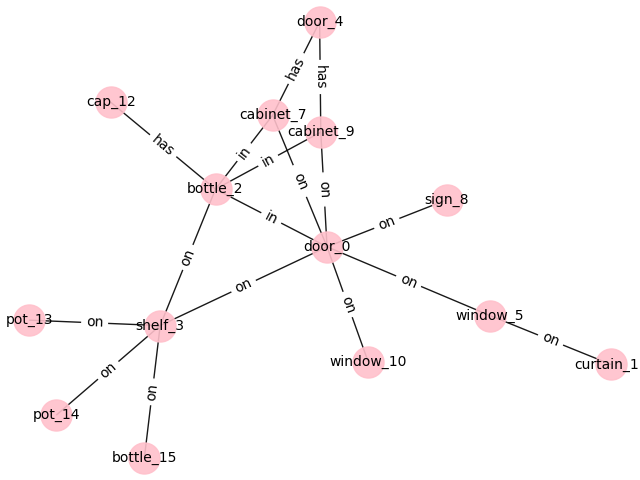 door_4
has
has
cap_12
cabinet_7
cabinet_9
has
in
in
on
on
bottle_2
sign_8
in
on
door_0
on
on
on
on
pot_13
on
shelf_3
window_5
on
on
window_10
curtain_1
on
on
pot_14
bottle_15